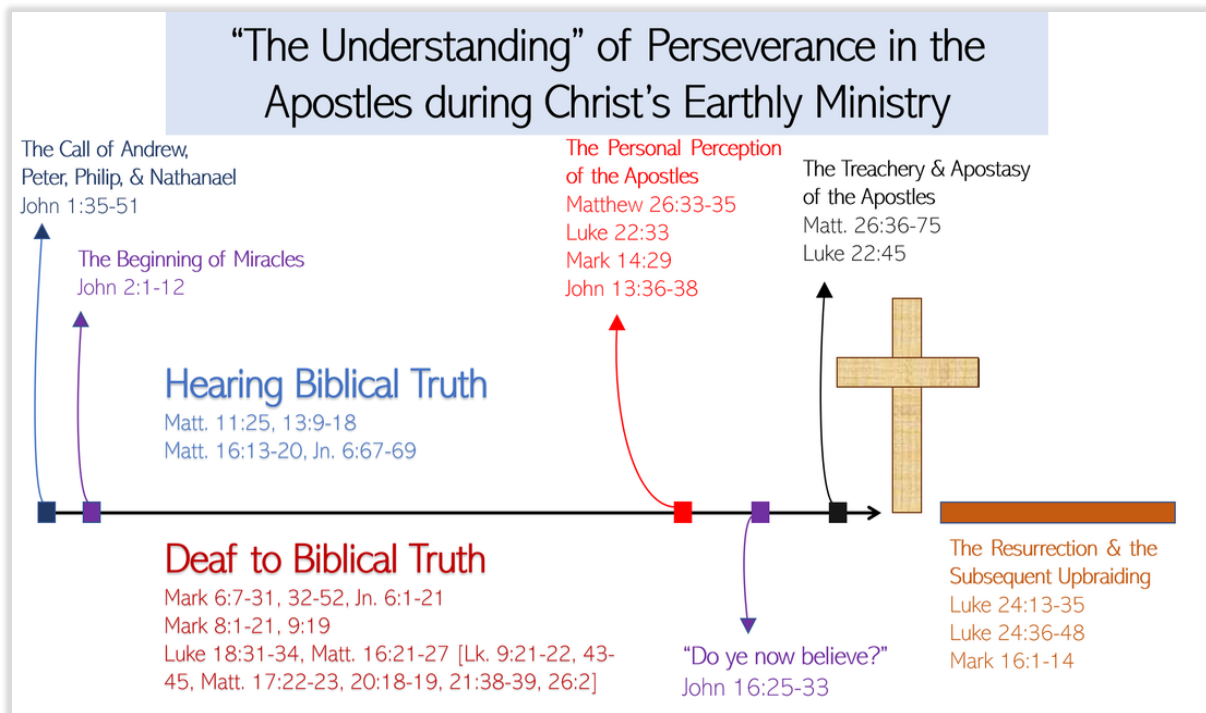 “The Understanding” of Perseverance in the
Apostles during Christ’s Earthly Ministry
The Call of Andrew,
Peter, Philip, & Nathanael
John 1:35-51
The Beginning of Miracles
John 2:1-12
The Personal Perception
of the Apostles
Matthew 26:33-35
Luke 22:33
Mark 14:29
John 13:36-38
The Treachery & Apostasy
of the Apostles
Matt. 26:36-75
Luke 22:45
Hearing Biblical Truth
Matt. 11:25, 13:9-18
Matt. 16:13-20, Jn. 6:67-69
Deaf to Biblical Truth
Mark 6:7-31, 32-52, Jn. 6:1-21
Mark 8:1-21, 9:19
Luke 18:31-34, Matt. 16:21-27 [Lk. 9:21-22, 43-
45, Matt. 17:22-23, 20:18-19, 21:38-39, 26:2]
“Do ye now believe?”
John 16:25-33
The Resurrection & the
Subsequent Upbraiding
Luke 24:13-35
Luke 24:36-48
Mark 16:1-14